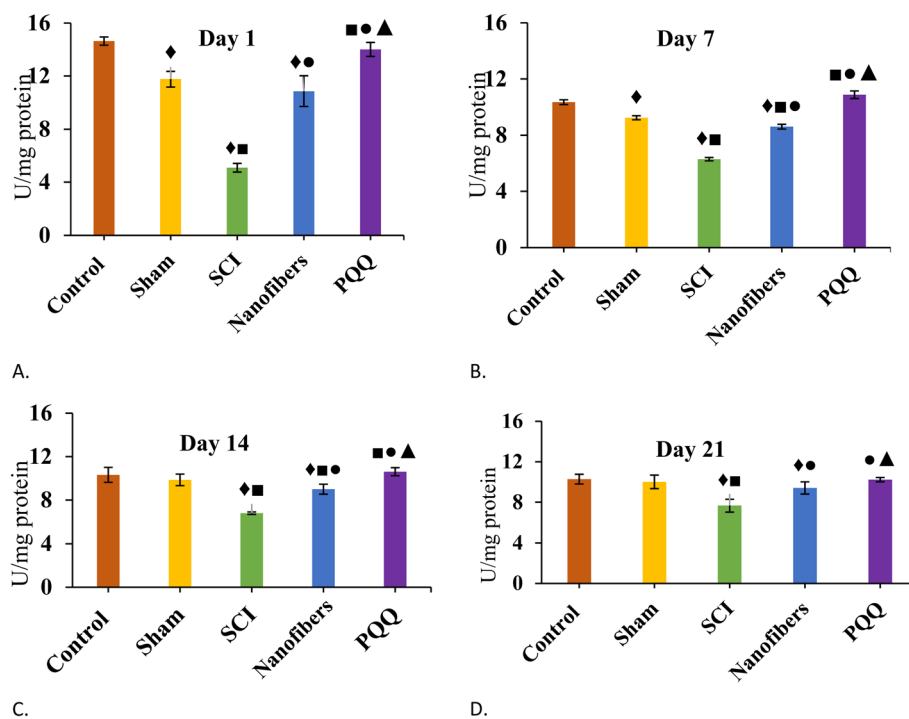 Day 1
U/mg protein
16
12
8
4
0
♦
♦■
♦●
■●▲
Control
Sham
SCI
Nanofibers
PQQ
A.
Day 7
U/mg protein
16
12
8
4
0
♦
♦■
♦■●
■●▲
Control
Sham
SCI
Nanofibers
PQQ
B.
Day 14
U/mg protein
16
12
8
4
0
♦■
♦■●
■●▲
Control
Sham
SCI
Nanofibers
PQQ
C.
Day 21
U/mg protein
16
12
8
4
0
♦■
♦●
●▲
Control
Sham
SCI
Nanofibers
PQQ
D.